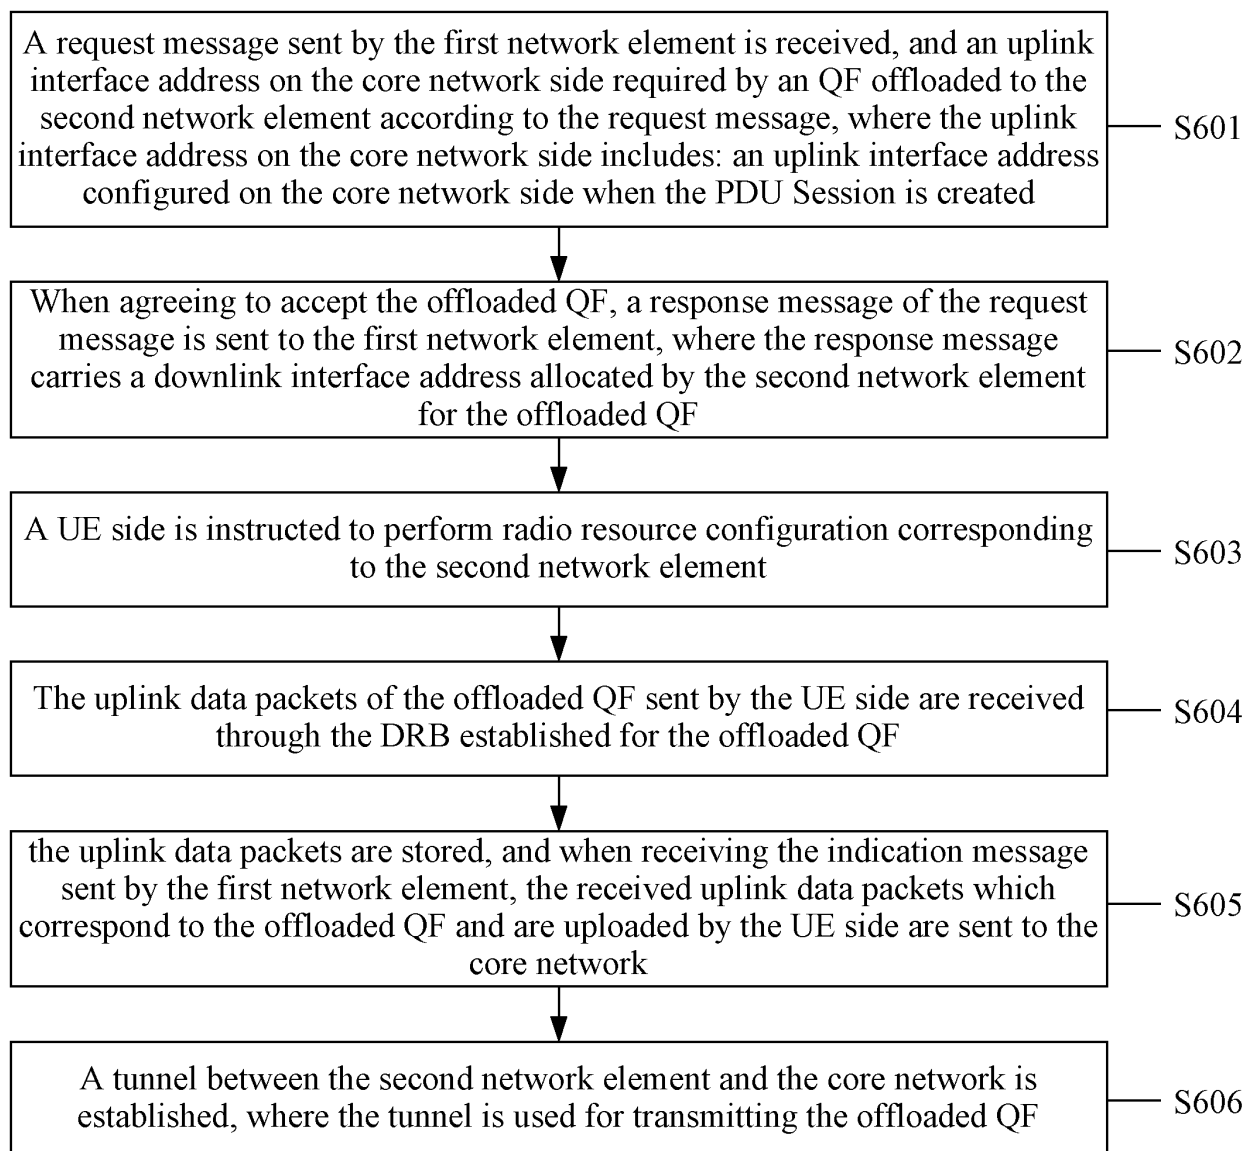 A request message sent by the first network element is received, and an uplink
interface address on the core network side required by an QF offloaded to the
second network element according to the request message, where the uplink
interface address on the core network side includes: an uplink interface address
configured on the core network side when the PDU Session is created
S601
When agreeing to accept the offloaded QF, a response message of the request
message is sent to the first network element, where the response message
carries a downlink interface address allocated by the second network element
for the offloaded QF
S602
A UE side is instructed to perform radio resource configuration corresponding
to the second network element
S603
The uplink data packets of the offloaded QF sent by the UE side are received
through the DRB established for the offloaded QF
S604
the uplink data packets are stored, and when receiving the indication message
sent by the first network element, the received uplink data packets which
correspond to the offloaded QF and are uploaded by the UE side are sent to the
core network
S605
A tunnel between the second network element and the core network is
established, where the tunnel is used for transmitting the offloaded QF
S606